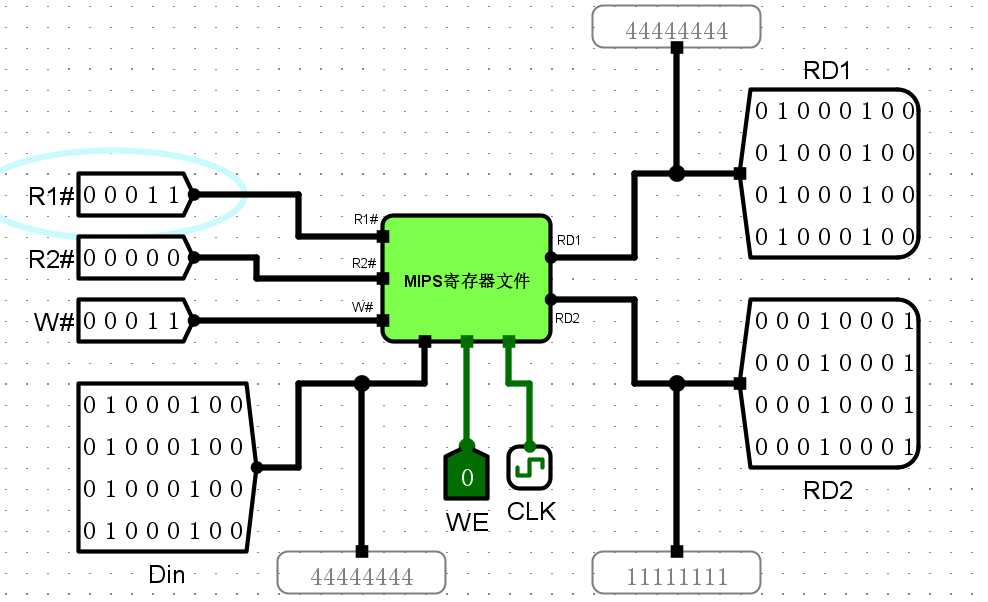 44444444
RD1
0 1 0 0 0 1 0 0
0 1 0 0 0 1 0 0
0 1 0 0 0 1 0 0
0 1 0 0 0 1 0 0
R1# 0 0 0 1 1
R2# 0 0 0 0 0
W# 0 0 0 1 1
R1#
R2#
W#
MIPS寄存器文件
RD1
RD2
0 0 0 1 0 0 0 1
0 0 0 1 0 0 0 1
0 0 0 1 0 0 0 1
0 0 0 1 0 0 0 1
RD2
0 1 0 0 0 1 0 0
0 1 0 0 0 1 0 0
0 1 0 0 0 1 0 0
0 1 0 0 0 1 0 0
Din
0
WE
CLK
44444444
11111111